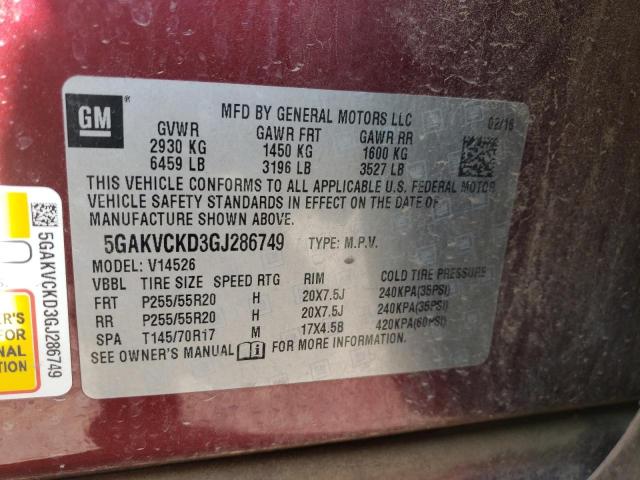 GM
®
MFD BY GENERAL MOTORS LLC
02/16
GVWR GAWR FRT GAWR RR
2930 KG 1450 KG 1600 KG
6459 LB 3196 LB 3527 LB
THIS VEHICLE CONFORMS TO ALL APPLICABLE U.S. FEDERAL MOTOR
VEHICLE SAFETY STANDARDS IN EFFECT ON THE DATE OF
MANUFACTURE SHOWN ABOVE.
5GAKVCKD3GJ286749 TYPE: M.P.V.
MODEL: V14526
VBBL TIRE SIZE SPEED RTG RIM COLD TIRE PRESSURE
FRT P255/55R20 H 20X7.5J 240KPA(35PSI)
RR P255/55R20 H 20X7.5J 240KPA(35PSI)
SPA T145/70R17 M 17X4.5B 420KPA(60PSI)
SEE OWNER'S MANUAL FOR MORE INFORMATION.
5GAKVCKD3GJ286749
R'S
FOR
NAL
TION